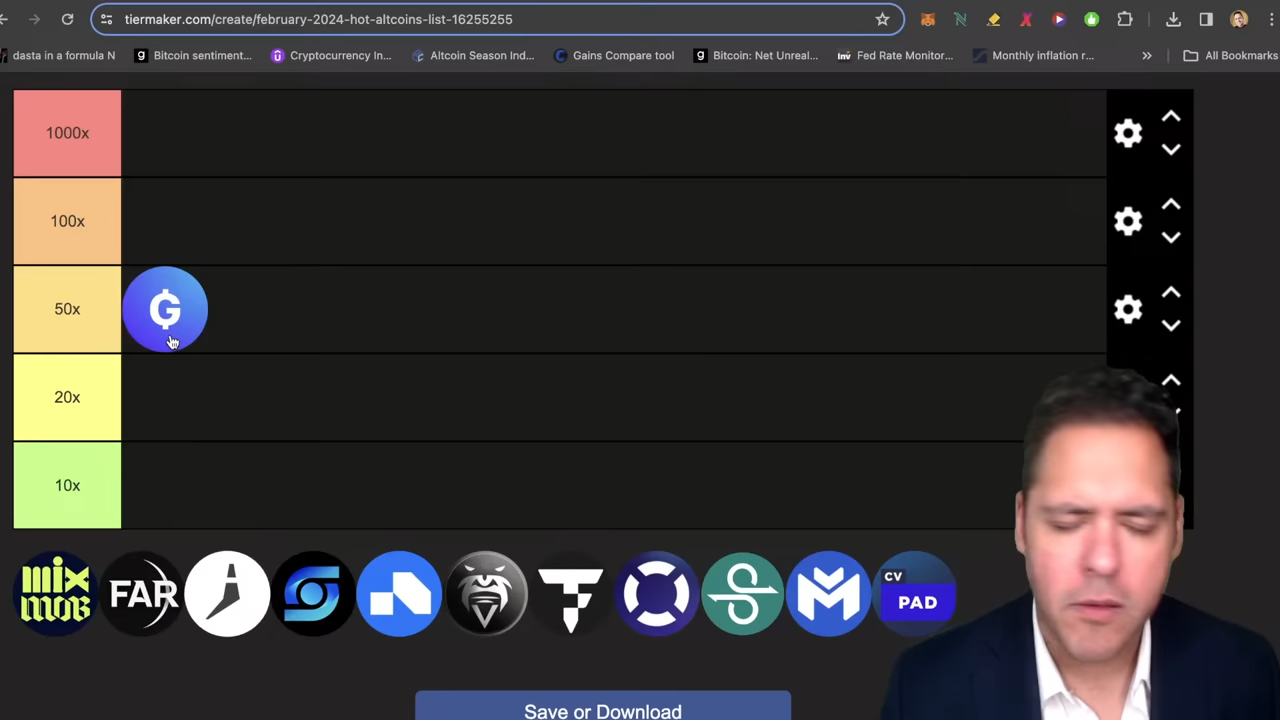 tiermaker.com/create/february-2024-hot-altcoins-list-16255255
dasta in a formula N
Bitcoin sentiment...
Cryptocurrency In...
Altcoin Season Ind...
Gains Compare tool
Bitcoin: Net Unreal...
Fed Rate Monitor...
Monthly inflation r...
All Bookmarks
1000x
100x
50x
G
20x
10x
mix
mob
FAR
CV
PAD
Save or Download